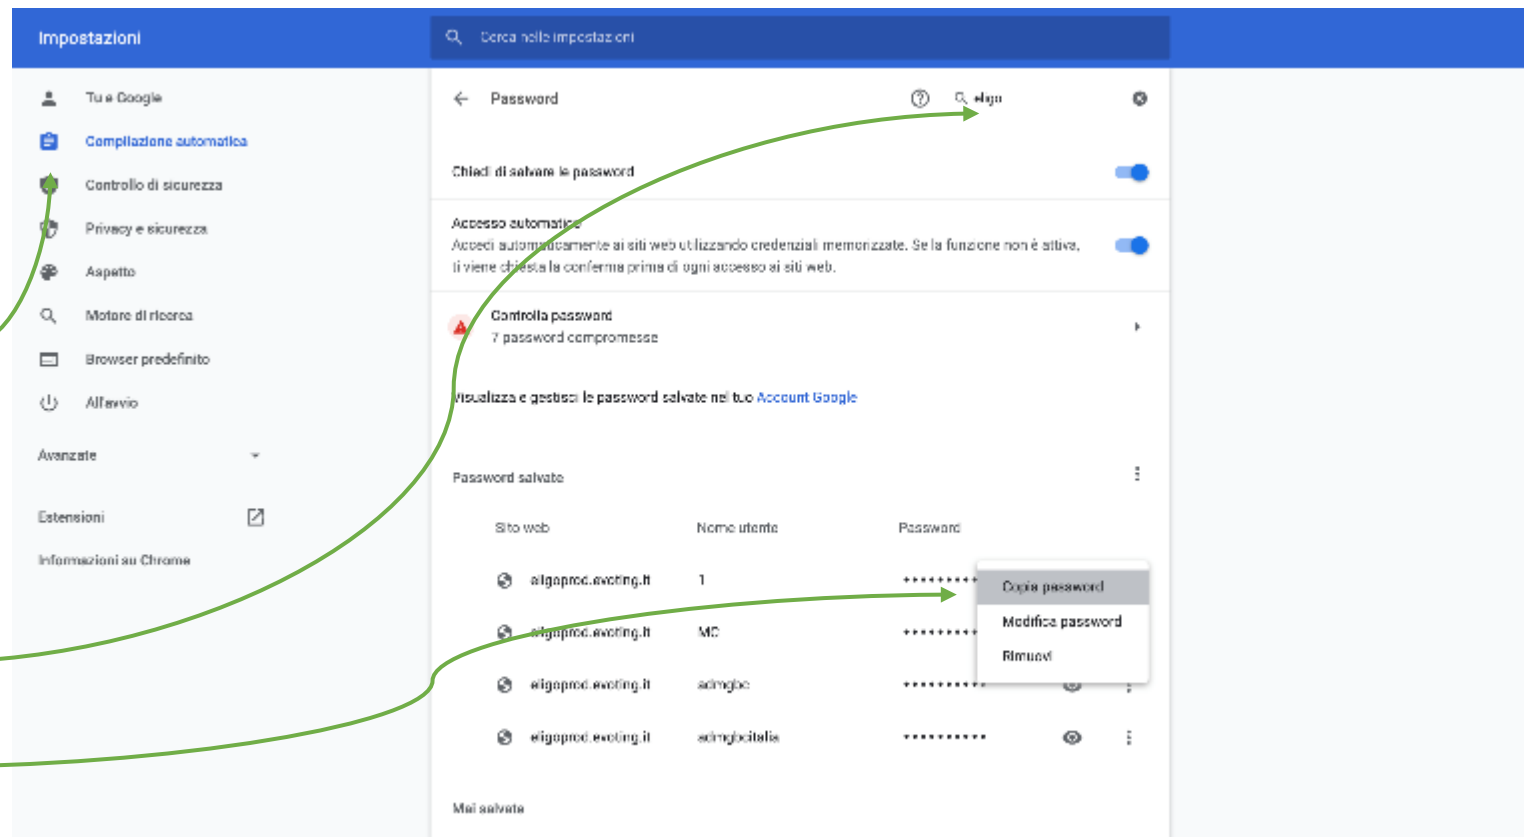 Impostazioni
Cerca nelle impostazioni
Tu e Google
Compilazione automatica
Controllo di sicurezza
Privacy e sicurezza
Aspetto
Motore di ricerca
Browser predefinito
All'avvio
Avanzate
Estensioni
Informazioni su Chrome
Password
eligo
Chiedi di salvare le password
Accesso automatico
Accedi automaticamente ai siti web utilizzando credenziali memorizzate. Se la funzione non è attiva,
ti viene chiesta la conferma prima di ogni accesso ai siti web.
Controlla password
7 password compromesse
Visualizza e gestisci le password salvate nel tuo Account Google
Password salvate
Sito web Nome utente Password
eligoprod.evoting.it 1 •••••••••
Copia password
Modifica password
Rimuovi
eligoprod.evoting.it MC •••••••••
eligoprod.evoting.it admgbc ••••••••••
eligoprod.evoting.it admgbcitalia ••••••••••
Mai salvate